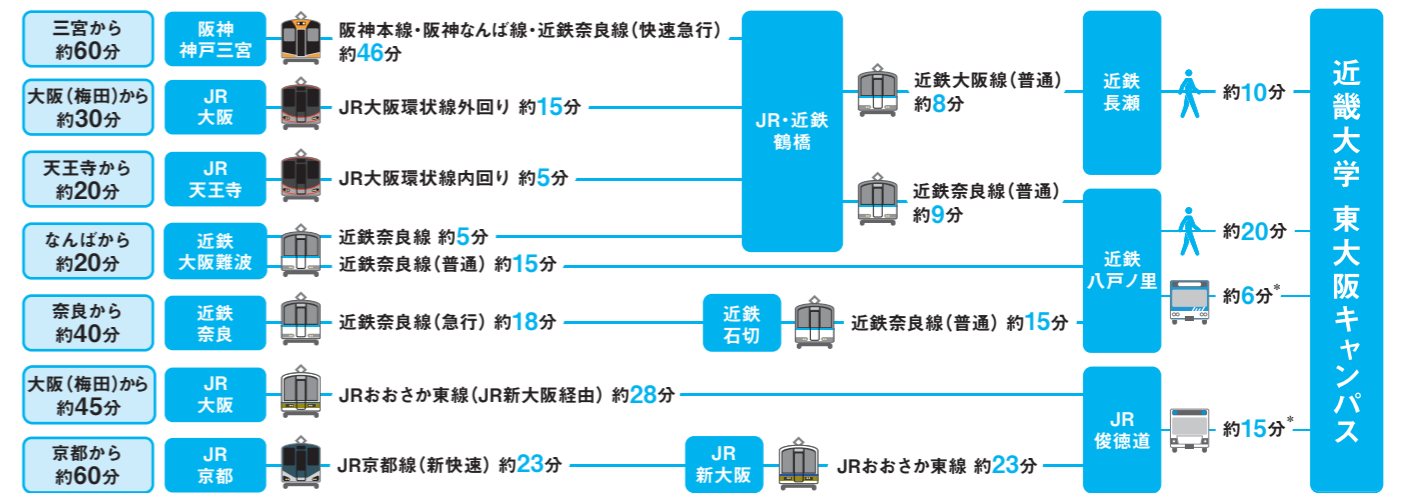 三宮から
約60分
阪神
神戸三宮
阪神本線・阪神なんば線・近鉄奈良線（快速急行）
約46分
大阪（梅田）から
約30分
JR
大阪
JR大阪環状線外回り 約15分
天王寺から
約20分
JR
天王寺
JR大阪環状線内回り 約5分
なんばから
約20分
近鉄
大阪難波
近鉄奈良線 約5分
近鉄奈良線（普通） 約15分
JR・近鉄
鶴橋
近鉄大阪線（普通）
約8分
近鉄
長瀬
約10分
近鉄奈良線（普通）
約9分
近鉄
八戸ノ里
約20分
約6分*
奈良から
約40分
近鉄
奈良
近鉄奈良線（急行） 約18分
近鉄
石切
近鉄奈良線（普通） 約15分
大阪（梅田）から
約45分
JR
大阪
JRおおさか東線（JR新大阪経由） 約28分
JR
俊徳道
約15分*
京都から
約60分
JR
京都
JR京都線（新快速） 約23分
JR
新大阪
JRおおさか東線 約23分
近畿大学 東大阪キャンパス